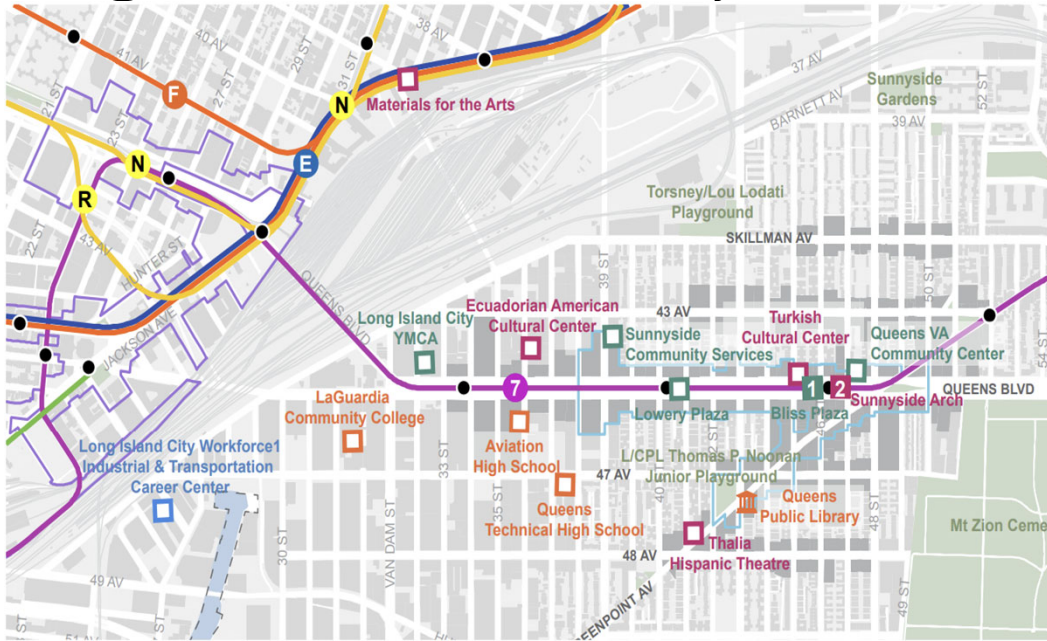 41 AV
40 AV
38 AV
37 AV
29 ST
31 ST
27 ST
21 ST
23 ST
F
N
Materials for the Arts
Sunnyside
Gardens
52 ST
BARNETT AV
39 AV
E
N
R
22 ST
43 AV
HUNTER ST
Torsney/Lou Lodati
Playground
SKILLMAN AV
QUEENS BLVD
39 ST
50 ST
JACKSON AVE
Long Island City
YMCA
Ecuadorian American
Cultural Center
43 AV
Sunnyside
Community Services
Turkish
Cultural Center
Queens VA
Community Center
54 ST
7
1
2
QUEENS BLVD
LaGuardia
Community College
Lowery Plaza
Bliss Plaza
Sunnyside Arch
Long Island City Workforce1
Industrial & Transportation
Career Center
33 ST
Aviation
High School
L/CPL Thomas P. Noonan
Junior Playground
47 AV
35 ST
40 ST
Queens
Technical High School
Queens
Public Library
48 ST
Mt Zion Ceme
30 ST
VAN DAM ST
48 AV
Thalia
Hispanic Theatre
49 AV
49 ST
EENPOINT AV